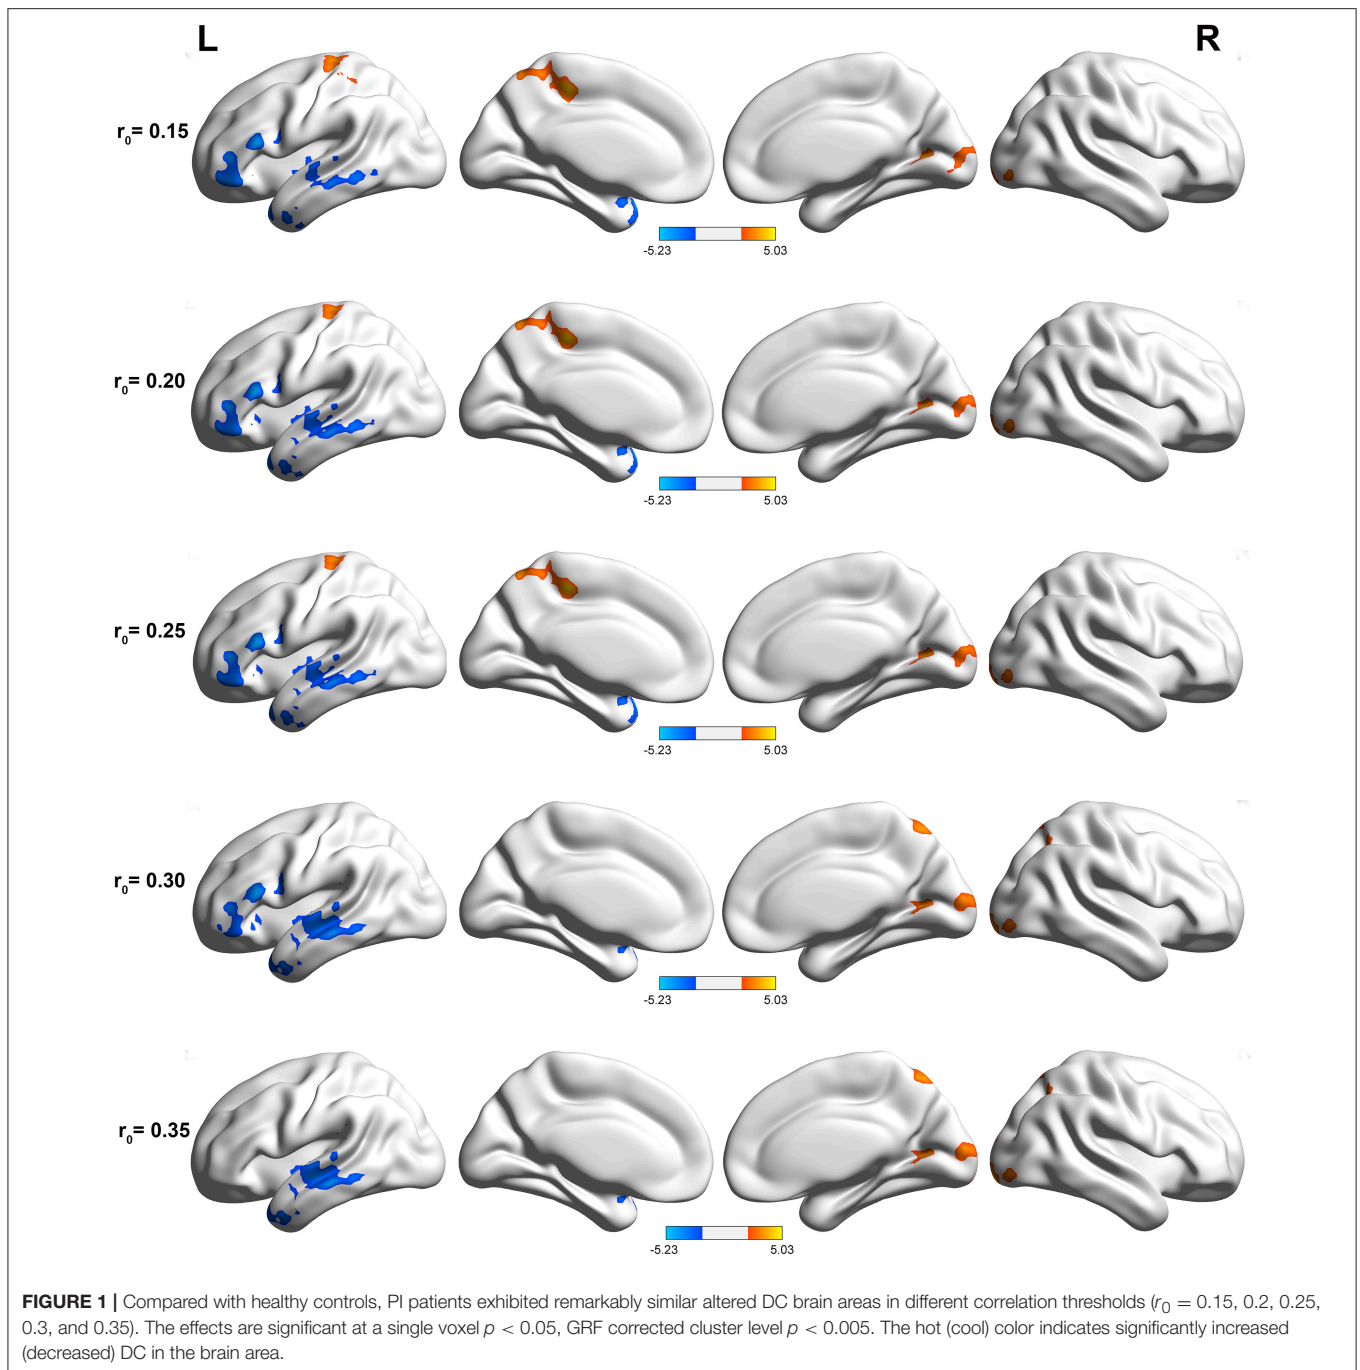 L R
r₀= 0.15
-5.23 5.03
r₀= 0.20
-5.23 5.03
r₀= 0.25
-5.23 5.03
r₀= 0.30
-5.23 5.03
r₀= 0.35
-5.23 5.03
FIGURE 1 | Compared with healthy controls, PI patients exhibited remarkably similar altered DC brain areas in different correlation thresholds (r₀ = 0.15, 0.2, 0.25,
0.3, and 0.35). The effects are significant at a single voxel p < 0.05, GRF corrected cluster level p < 0.005. The hot (cool) color indicates significantly increased
(decreased) DC in the brain area.